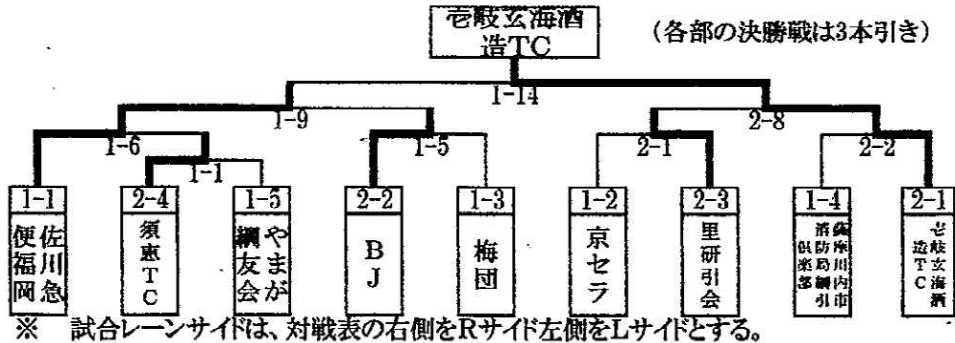 壱岐玄海酒
造TC
(各部の決勝戦は3本引き)
1-14
1-9
2-8
1-6
1-5
2-1
2-2
1-1
1-1
2-4
1-5
2-2
1-3
1-2
2-3
1-4
2-1
佐川急
便福岡
須恵TC
やまが
綱友会
BJ
梅団
京セラ
里研引会
薩摩川内市
消防局綱引
倶楽部
壱岐玄海酒
造TC
※ 試合レーンサイドは、対戦表の右側をRサイド左側をLサイドとする。